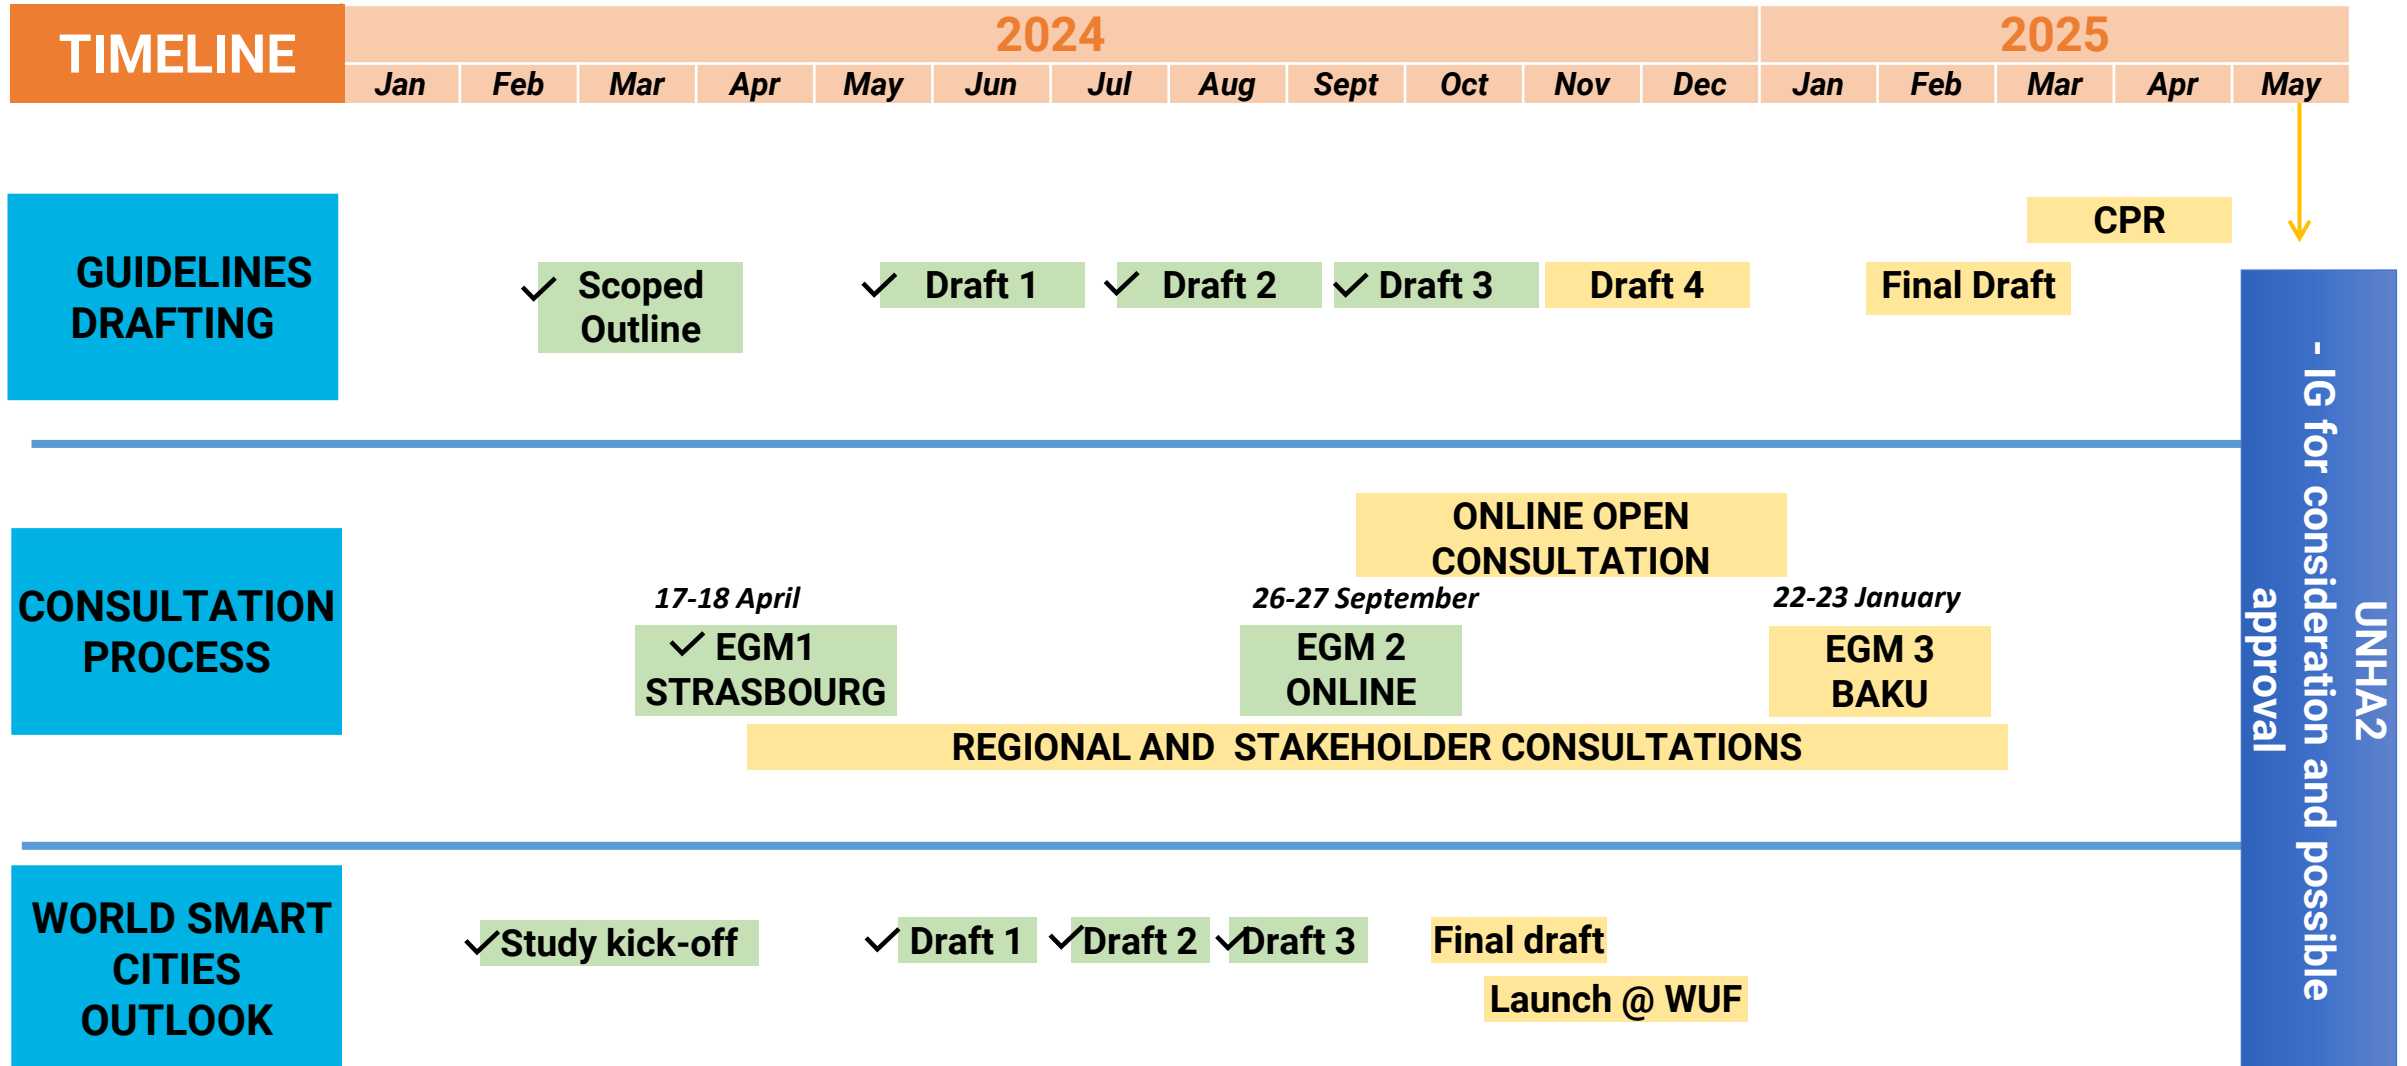 TIMELINE
2024
2025
Jan
Feb
Mar
Apr
May
Jun
Jul
Aug
Sept
Oct
Nov
Dec
Jan
Feb
Mar
Apr
May
GUIDELINES
DRAFTING
CPR
Scoped
Outline
Draft 1
Draft 2
Draft 3
Draft 4
Final Draft
CONSULTATION
PROCESS
ONLINE OPEN
CONSULTATION
17-18 April
26-27 September
22-23 January
EGM1
STRASBOURG
EGM 2
ONLINE
EGM 3
BAKU
REGIONAL AND STAKEHOLDER CONSULTATIONS
WORLD SMART
CITIES
OUTLOOK
Study kick-off
Draft 1
Draft 2
Draft 3
Final draft
Launch @ WUF
UNHA2
- IG for consideration and possible
approval